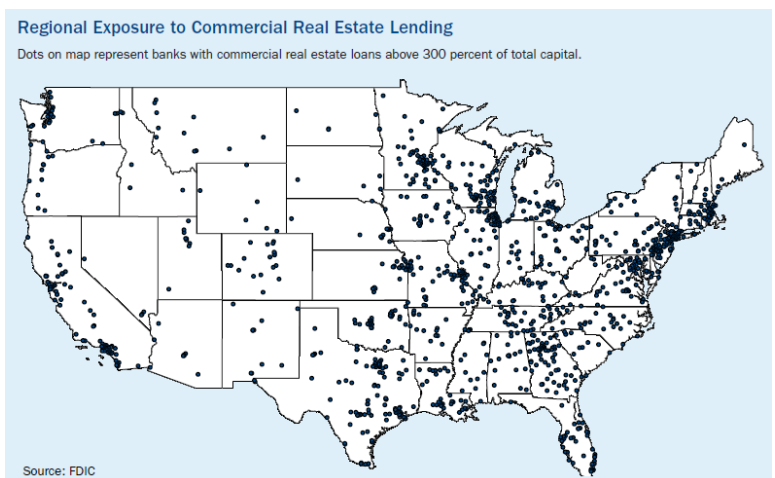 Regional Exposure to Commercial Real Estate Lending
Dots on map represent banks with commercial real estate loans above 300 percent of total capital.
Source: FDIC